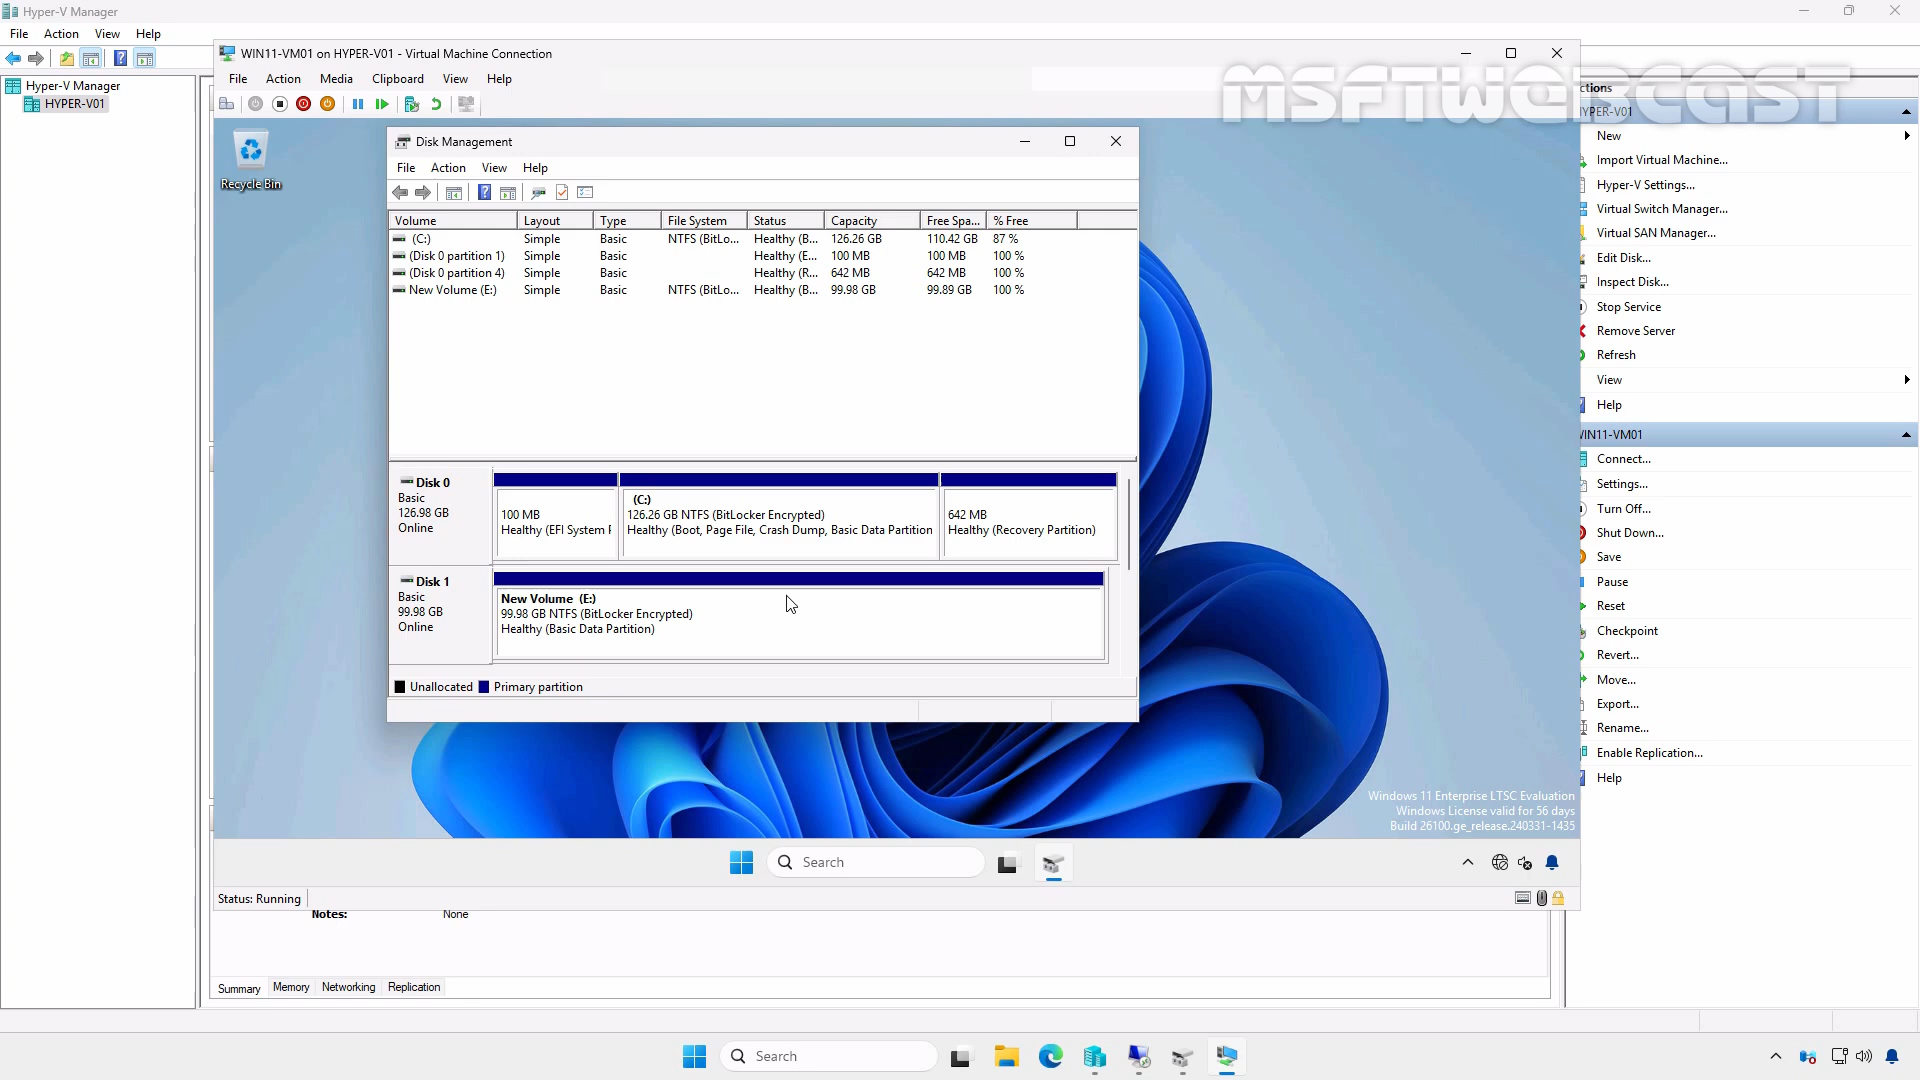 Hyper-V Manager
File Action View Help
Hyper-V Manager
HYPER-V01
WIN11-VM01 on HYPER-V01 - Virtual Machine Connection
File Action Media Clipboard View Help
MSFTWEBCAST
Recycle Bin
Disk Management
File Action View Help
Volume Layout Type File System Status Capacity Free Spa... % Free
(C:) Simple Basic NTFS (BitLo... Healthy (B... 126.26 GB 110.42 GB 87 %
(Disk 0 partition 1) Simple Basic Healthy (E... 100 MB 100 MB 100 %
(Disk 0 partition 4) Simple Basic Healthy (R... 642 MB 642 MB 100 %
New Volume (E:) Simple Basic NTFS (BitLo... Healthy (B... 99.98 GB 99.89 GB 100 %
Disk 0
Basic
126.98 GB
Online
100 MB
Healthy (EFI System
(C:)
126.26 GB NTFS (BitLocker Encrypted)
Healthy (Boot, Page File, Crash Dump, Basic Data Partition
642 MB
Healthy (Recovery Partition)
Disk 1
Basic
99.98 GB
Online
New Volume (E:)
99.98 GB NTFS (BitLocker Encrypted)
Healthy (Basic Data Partition)
Unallocated Primary partition
Windows 11 Enterprise LTSC Evaluation
Windows License valid for 56 days
Build 26100.ge_release.240331-1435
Search
Status: Running
Notes: None
Summary Memory Networking Replication
ctions
YPER-V01
New
Import Virtual Machine...
Hyper-V Settings...
Virtual Switch Manager...
Virtual SAN Manager...
Edit Disk...
Inspect Disk...
Stop Service
Remove Server
Refresh
View
Help
WIN11-VM01
Connect...
Settings...
Turn Off...
Shut Down...
Save
Pause
Reset
Checkpoint
Revert...
Move...
Export...
Rename...
Enable Replication...
Help
Search